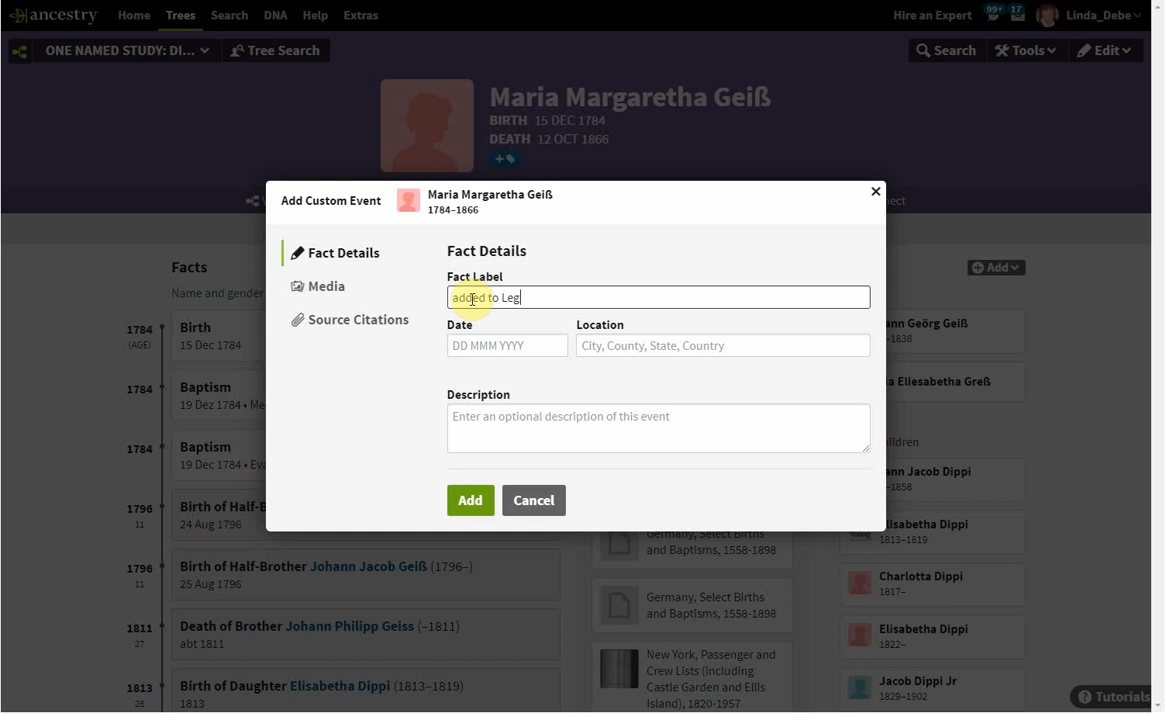 ancestry Home Trees Search DNA Help Extras Hire an Expert 99+ 17 Linda_Debe
ONE NAMED STUDY: DI... Tree Search Search Tools Edit
Maria Margaretha Geiß
BIRTH 15 DEC 1784
DEATH 12 OCT 1866
Add Custom Event
Maria Margaretha Geiß
1784–1866
Fact Details
Media
Source Citations
Fact Details
Fact Label
added to Leg
Date Location
DD MMM YYYY City, County, State, Country
Description
Enter an optional description of this event
Add Cancel
Facts
Name and gender
Add
1784
(AGE)
Birth
15 Dec 1784
1784
Baptism
19 Dez 1784 •
1784
Baptism
19 Dec 1784 •
1796
11
Birth of
24 Aug 1796
1796
11
Birth of Half-Brother Johann Jacob Geiß (1796–)
25 Aug 1796
1811
27
Death of Brother Johann Philipp Geiss (–1811)
abt 1811
1813
28
Birth of Daughter Elisabetha Dippi (1813–1819)
1813
Germany, Select Births
and Baptisms, 1558-1898
Germany, Select Births
and Baptisms, 1558-1898
New York, Passenger and
Crew Lists (including
Castle Garden and Ellis
Island), 1820-1957
Geörg Geiß
–1836
Eliesabetha Greß
Jacob Dippi
–1858
Elisabetha Dippi
1813–1819
Charlotta Dippi
1817–
Elisabetha Dippi
1822–
Jacob Dippi Jr
1829–1902
Tutorials